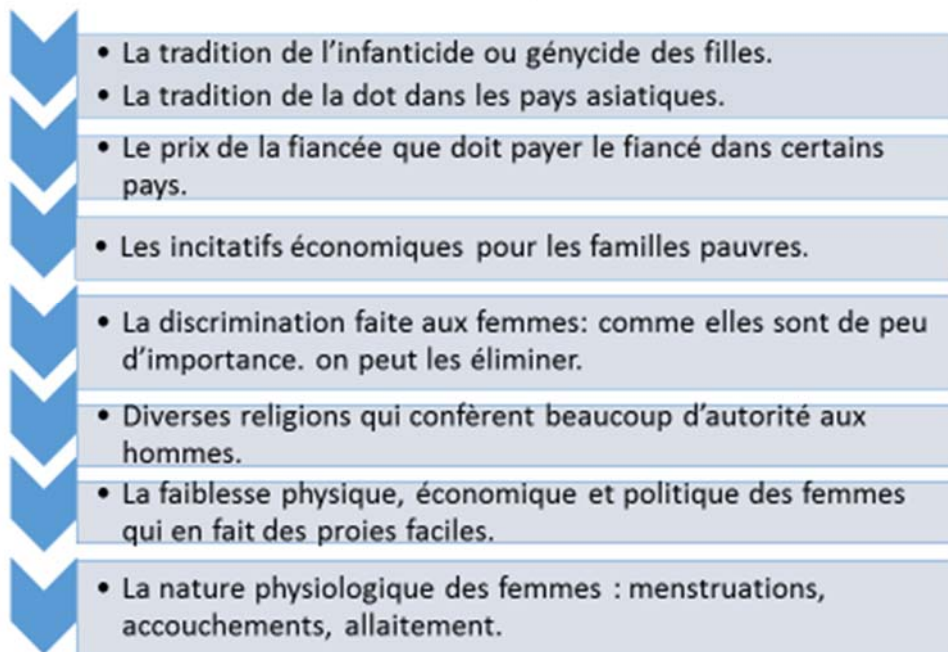 • La tradition de l'infanticide ou génycide des filles.
• La tradition de la dot dans les pays asiatiques.
• Le prix de la fiancée que doit payer le fiancé dans certains
pays.
• Les incitatifs économiques pour les familles pauvres.
• La discrimination faite aux femmes: comme elles sont de peu
d'importance. on peut les éliminer.
• Diverses religions qui confèrent beaucoup d'autorité aux
hommes.
• La faiblesse physique, économique et politique des femmes
qui en fait des proies faciles.
• La nature physiologique des femmes : menstruations,
accouchements, allaitement.